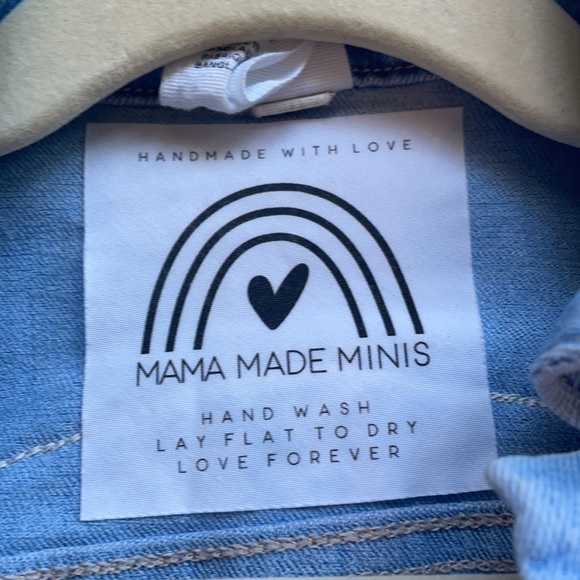 HANDMADE WITH LOVE
MAMA MADE MINIS
HAND WASH
LAY FLAT TO DRY
LOVE FOREVER